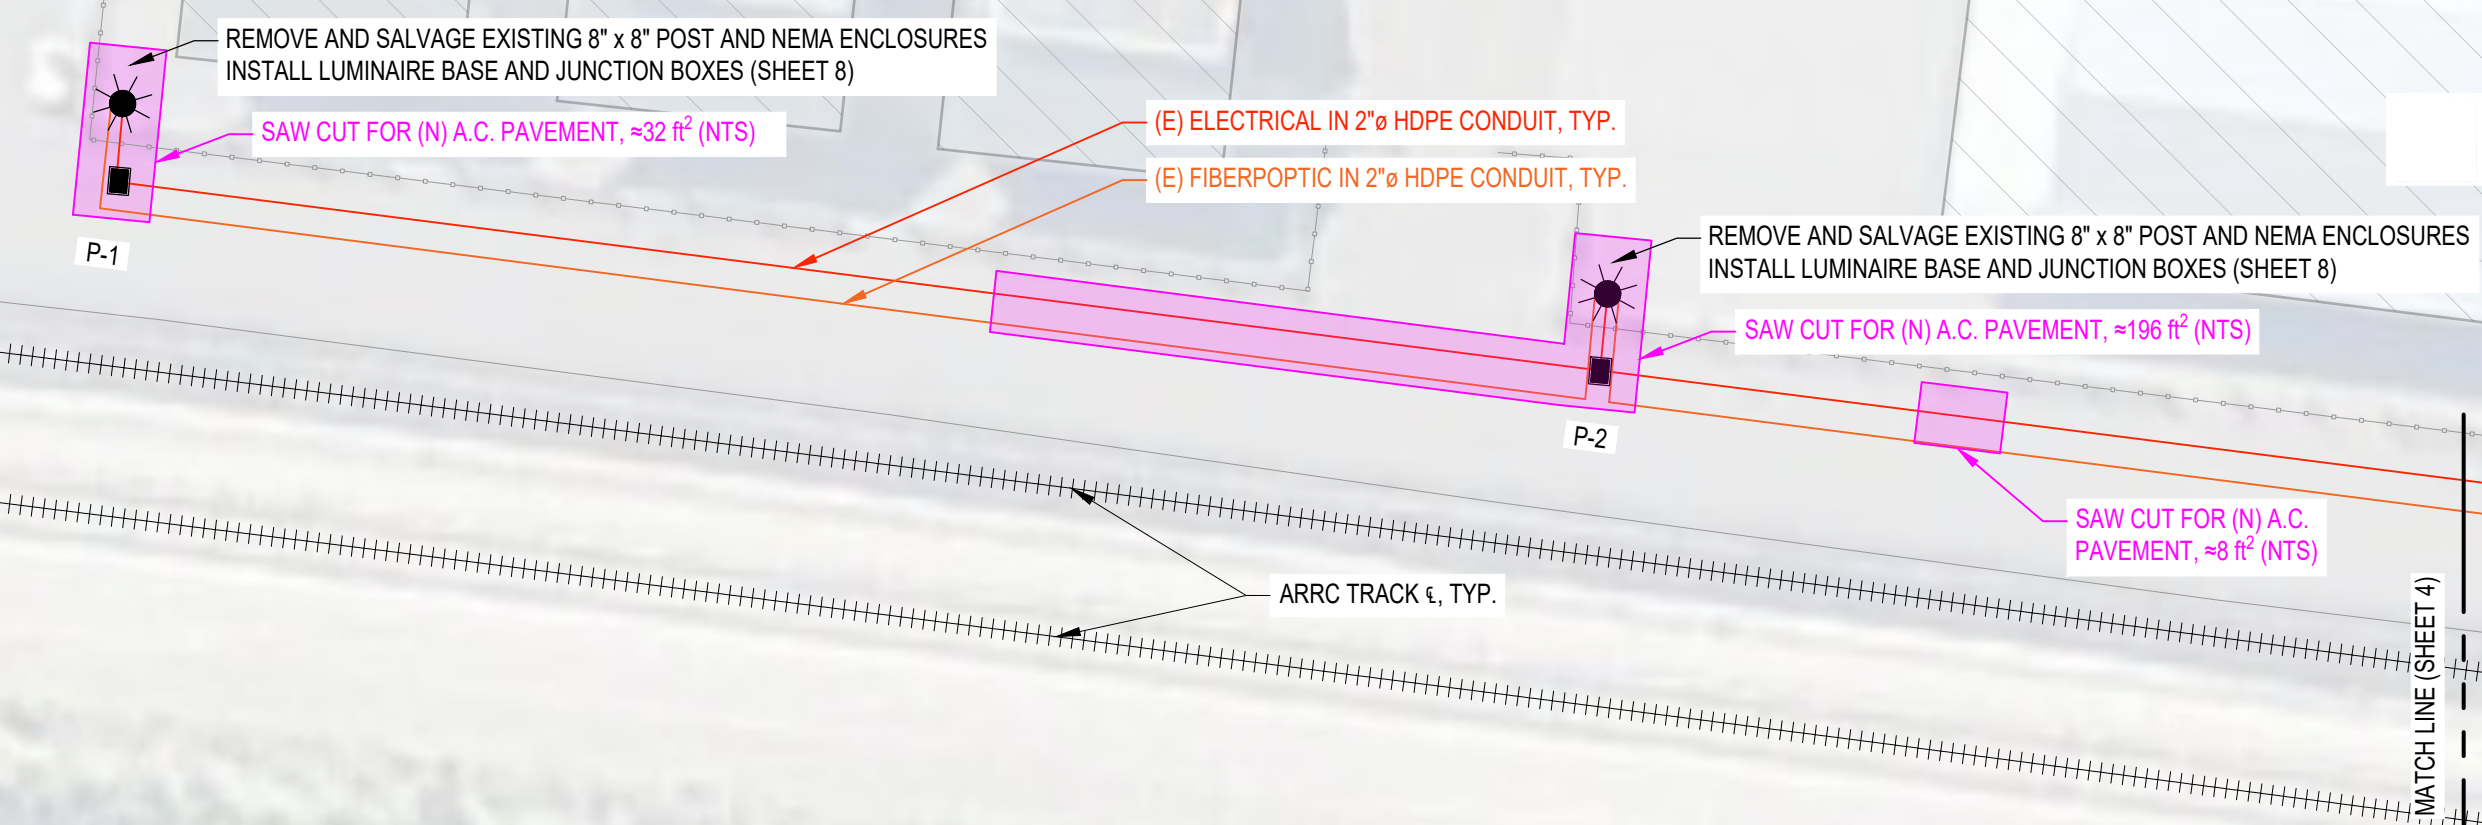 REMOVE AND SALVAGE EXISTING 8" x 8" POST AND NEMA ENCLOSURES
INSTALL LUMINAIRE BASE AND JUNCTION BOXES (SHEET 8)
SAW CUT FOR (N) A.C. PAVEMENT, ≈32 ft² (NTS)
P-1
(E) ELECTRICAL IN 2"ø HDPE CONDUIT, TYP.
(E) FIBERPOPTIC IN 2"ø HDPE CONDUIT, TYP.
REMOVE AND SALVAGE EXISTING 8" x 8" POST AND NEMA ENCLOSURES
INSTALL LUMINAIRE BASE AND JUNCTION BOXES (SHEET 8)
SAW CUT FOR (N) A.C. PAVEMENT, ≈196 ft² (NTS)
P-2
SAW CUT FOR (N) A.C.
PAVEMENT, ≈8 ft² (NTS)
ARRC TRACK ℄, TYP.
MATCH LINE (SHEET 4)